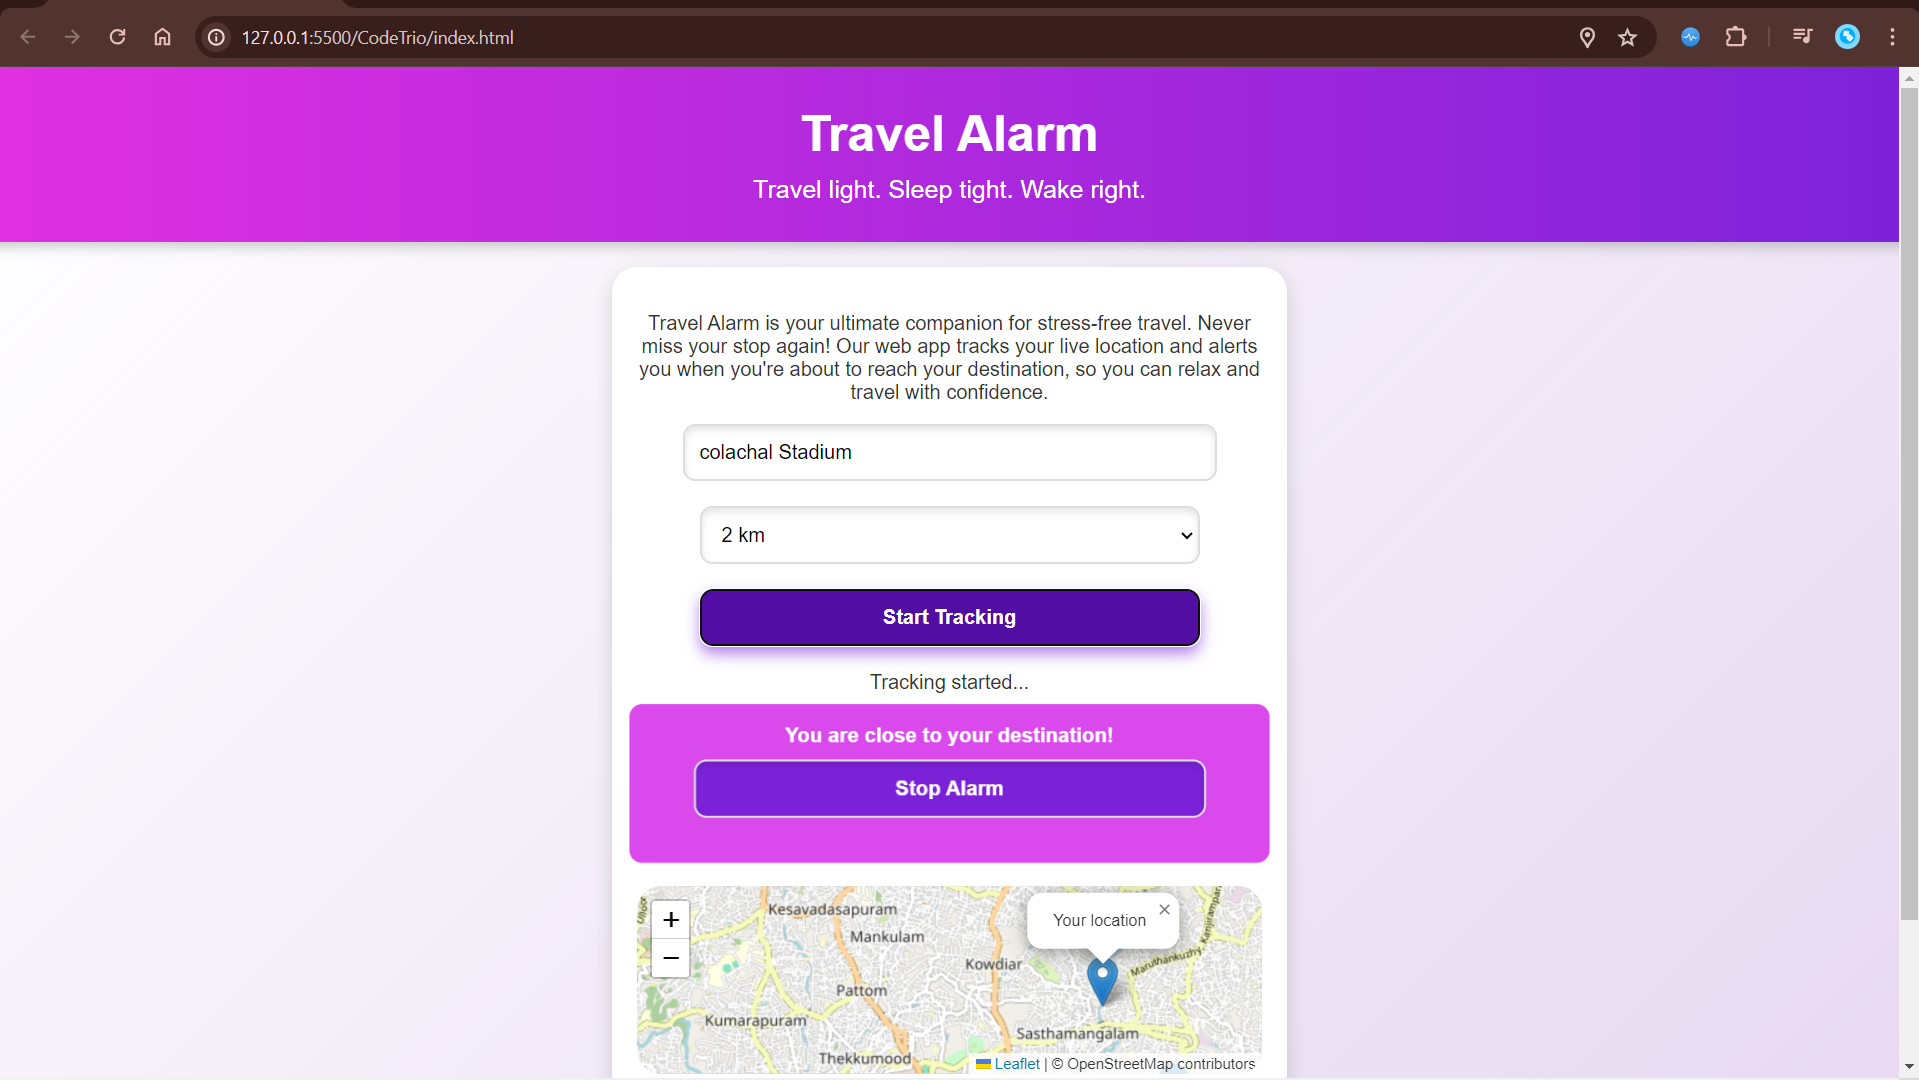 127.0.0.1:5500/CodeTrio/index.html
Travel Alarm
Travel light. Sleep tight. Wake right.
Travel Alarm is your ultimate companion for stress-free travel. Never
miss your stop again! Our web app tracks your live location and alerts
you when you're about to reach your destination, so you can relax and
travel with confidence.
colachal Stadium
2 km
Start Tracking
Tracking started...
You are close to your destination!
Stop Alarm
+
−
Your location
×
Kesavadasapuram
Mankulam
Kowdiar
Maruthankuzhy
Pattom
Kumarapuram
Sasthamangalam
Thekkumood
Leaflet | © OpenStreetMap contributors